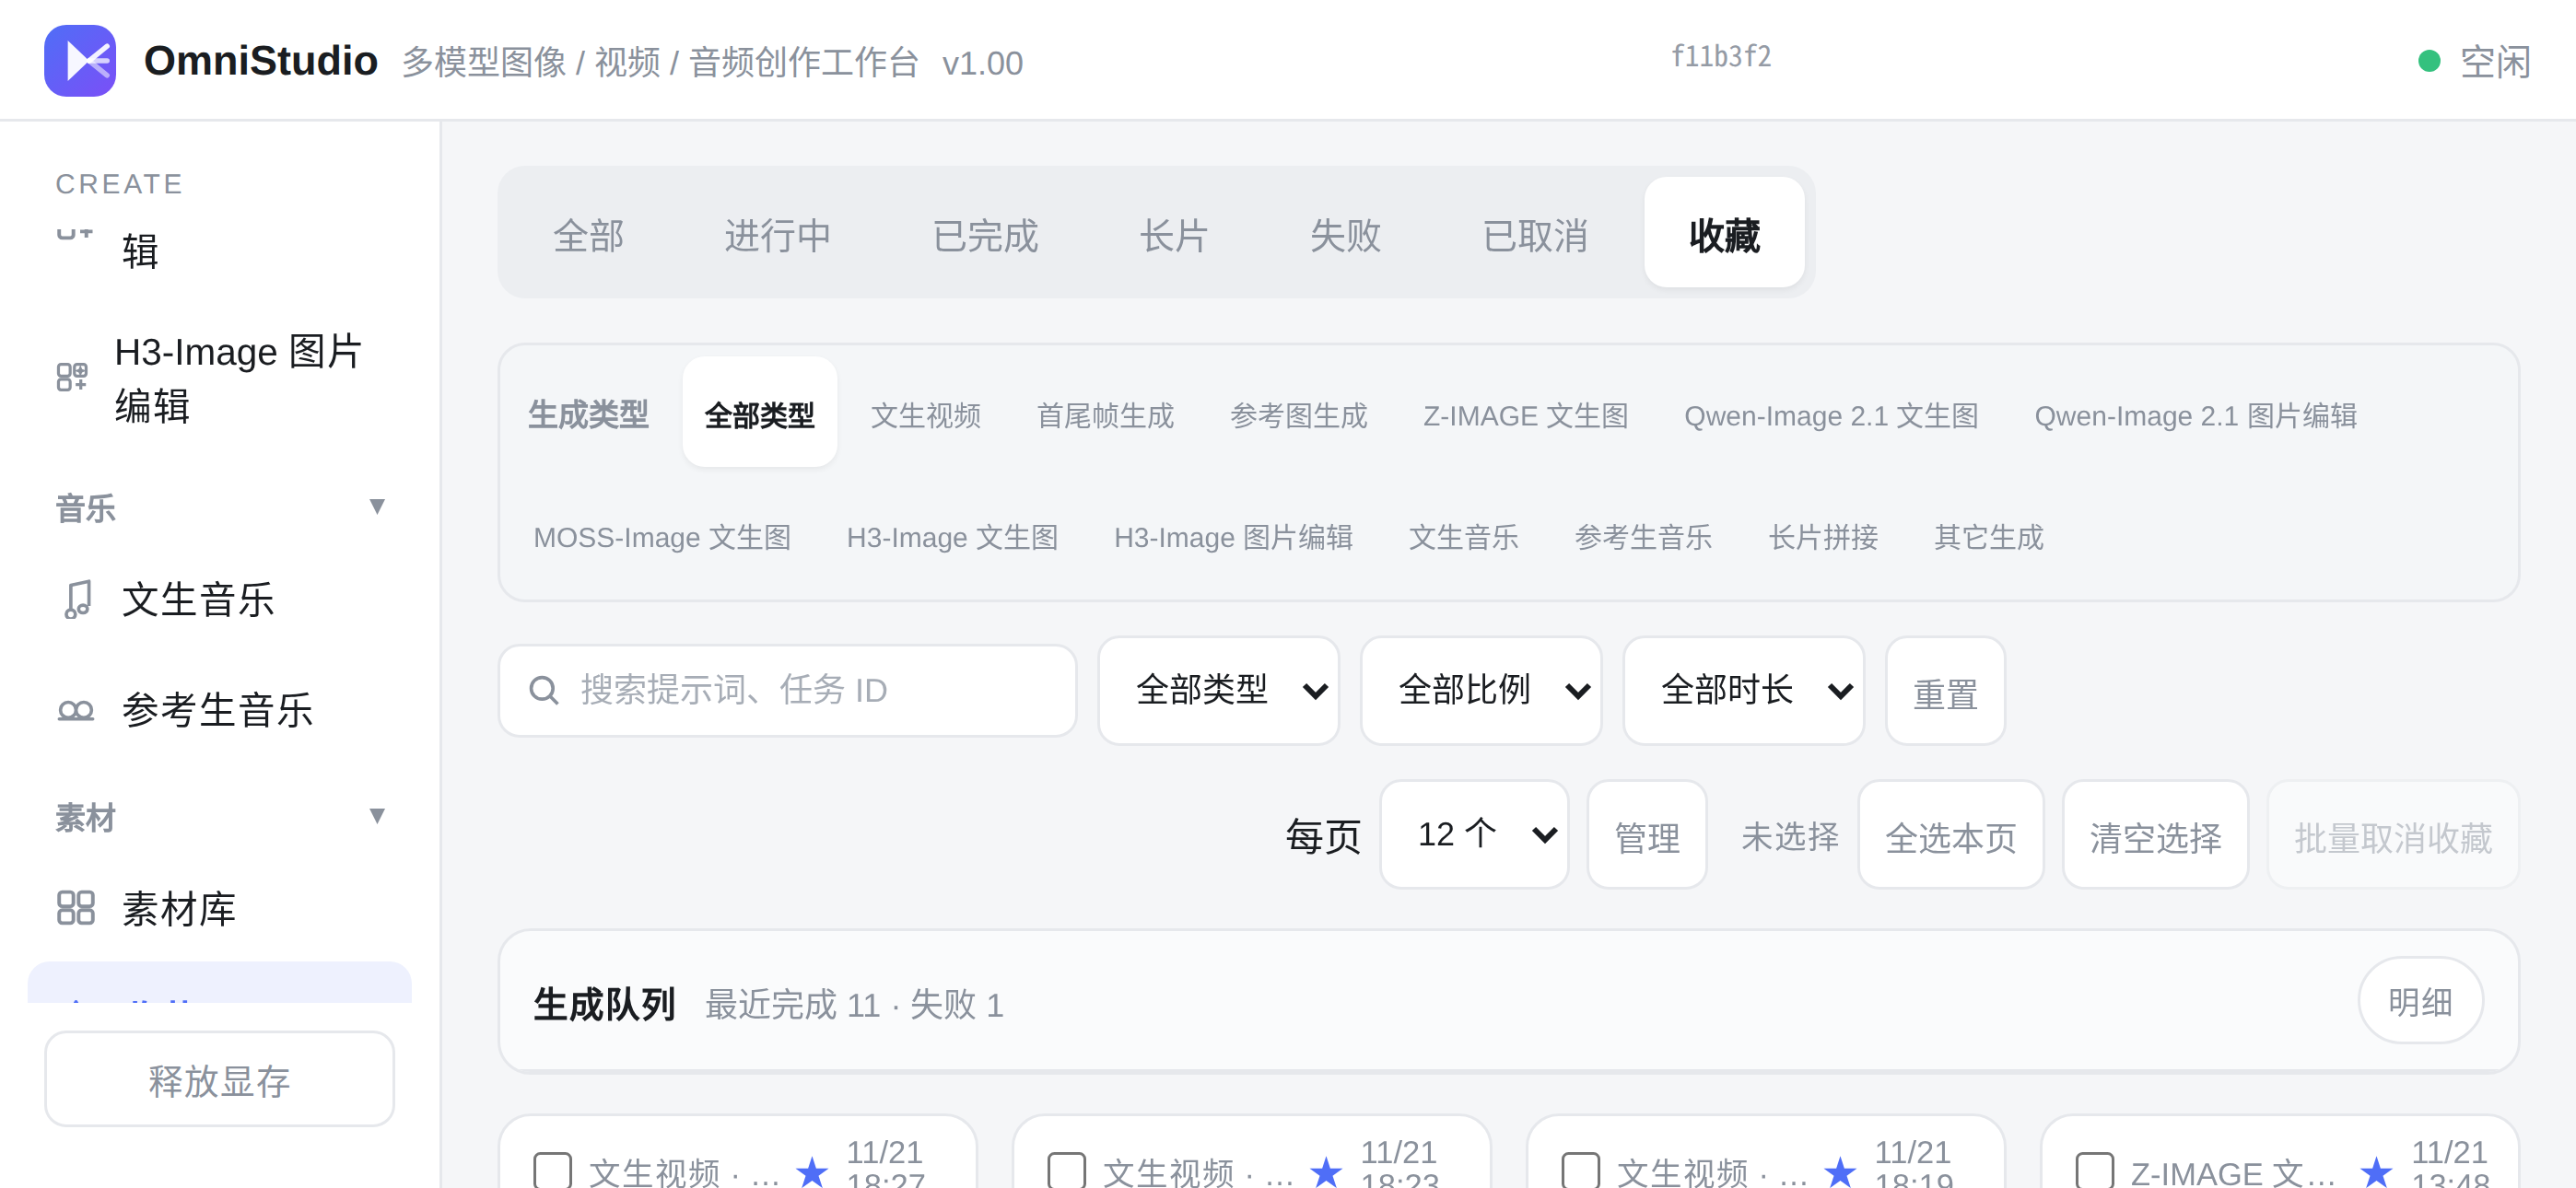 OmniStudio 多模型图像 / 视频 / 音频创作工作台 v1.00
f11b3f2
空闲
CREATE
辑
H3-Image 图片
编辑
音乐 ▼
文生音乐
参考生音乐
素材 ▼
素材库
释放显存
全部 进行中 已完成 长片 失败 已取消 收藏
生成类型 全部类型 文生视频 首尾帧生成 参考图生成 Z-IMAGE 文生图 Qwen-Image 2.1 文生图 Qwen-Image 2.1 图片编辑
MOSS-Image 文生图 H3-Image 文生图 H3-Image 图片编辑 文生音乐 参考生音乐 长片拼接 其它生成
搜索提示词、任务 ID 全部类型 全部比例 全部时长 重置
每页 12 个 管理 未选择 全选本页 清空选择 批量取消收藏
生成队列 最近完成 11 · 失败 1 明细
文生视频 · … ★ 11/21 18:27
文生视频 · … ★ 11/21 18:23
文生视频 · … ★ 11/21 18:19
Z-IMAGE 文… ★ 11/21 13:48